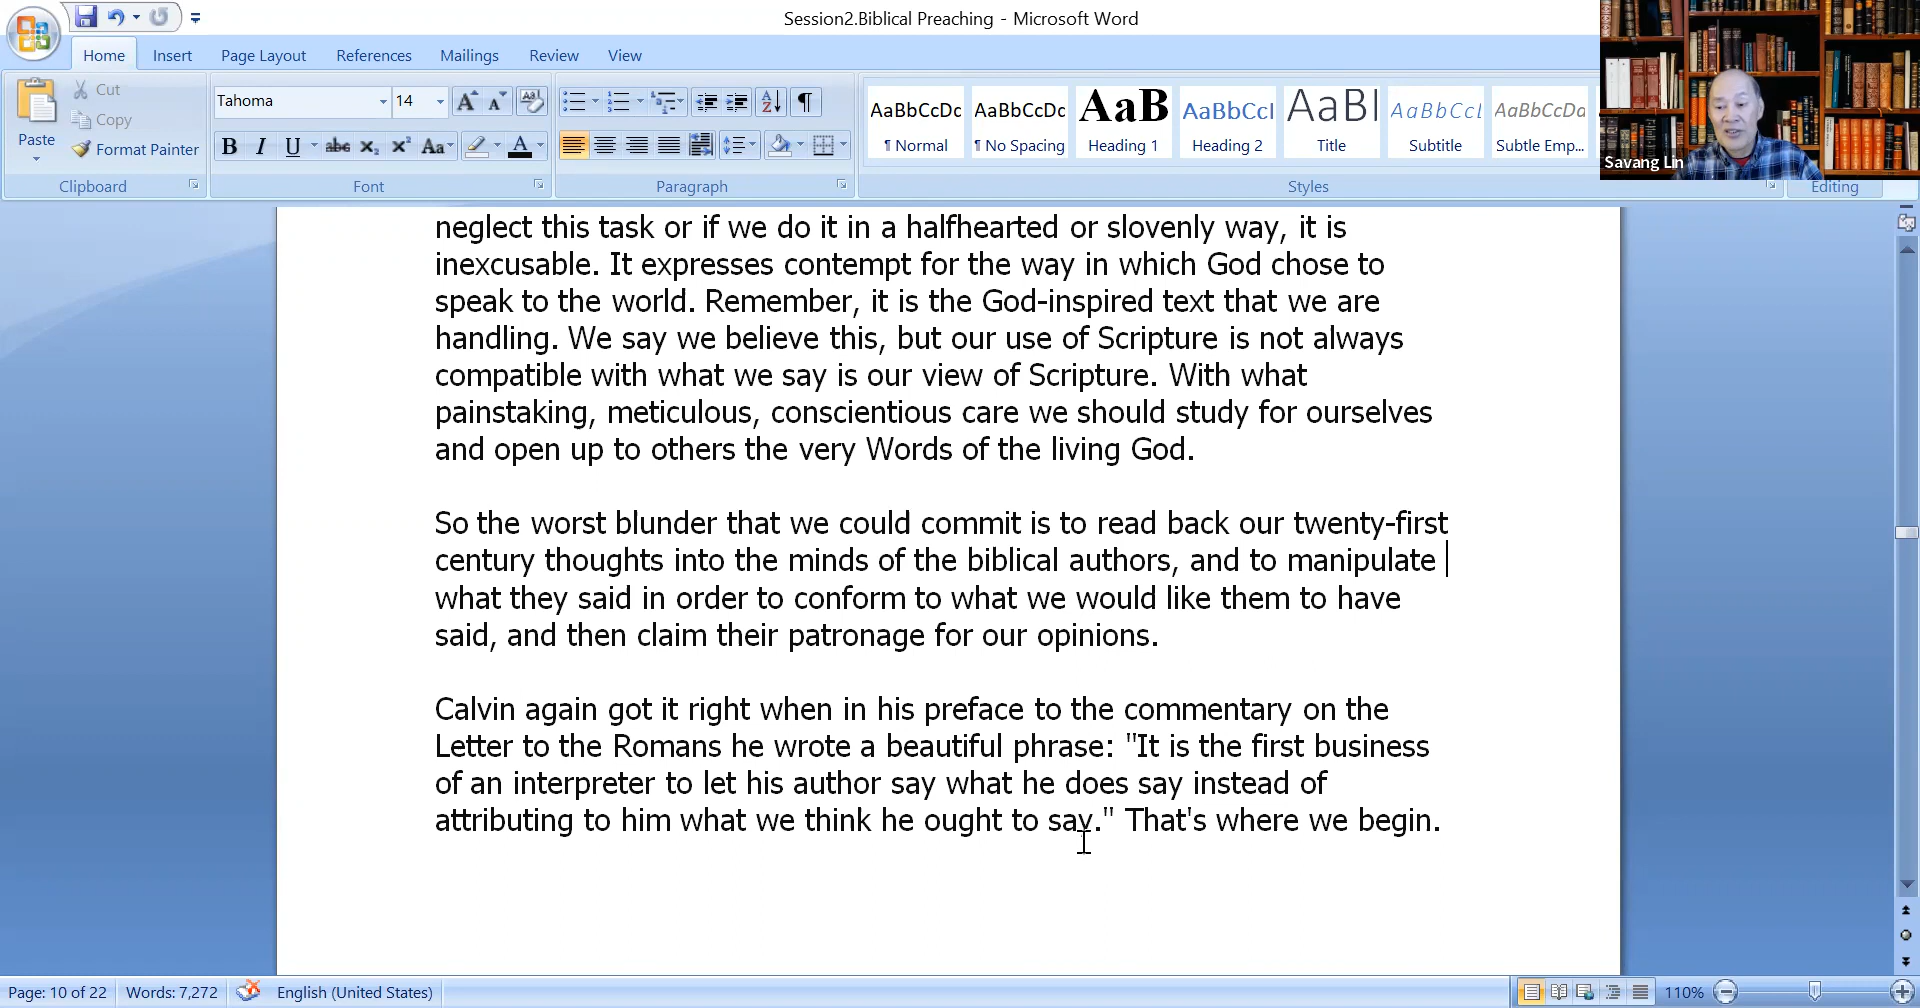 Session2.Biblical Preaching - Microsoft Word
Home Insert Page Layout References Mailings Review View
Paste
Cut
Copy
Format Painter
Clipboard
Tahoma 14
B I U abc x₂ x² Aa A
Font
Paragraph
AaBbCcDc AaBbCcDc AaB AaBbCcI AaBl AaBbCcL AaBbCcDa
¶ Normal ¶ No Spacing Heading 1 Heading 2 Title Subtitle Subtle Emp...
Styles
Editing
Savang Lin
neglect this task or if we do it in a halfhearted or slovenly way, it is
inexcusable. It expresses contempt for the way in which God chose to
speak to the world. Remember, it is the God-inspired text that we are
handling. We say we believe this, but our use of Scripture is not always
compatible with what we say is our view of Scripture. With what
painstaking, meticulous, conscientious care we should study for ourselves
and open up to others the very Words of the living God.
So the worst blunder that we could commit is to read back our twenty-first
century thoughts into the minds of the biblical authors, and to manipulate
what they said in order to conform to what we would like them to have
said, and then claim their patronage for our opinions.
Calvin again got it right when in his preface to the commentary on the
Letter to the Romans he wrote a beautiful phrase: "It is the first business
of an interpreter to let his author say what he does say instead of
attributing to him what we think he ought to say." That's where we begin.
Page: 10 of 22 Words: 7,272 English (United States) 110%